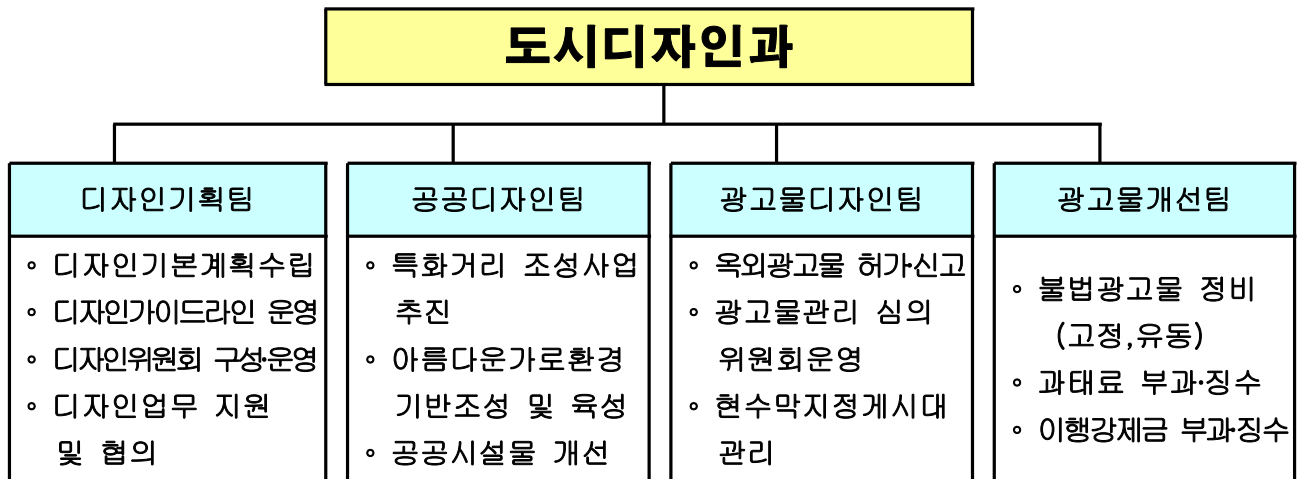 도시디자인과
디자인기획팀
◦ 디자인기본계획수립
◦ 디자인가이드라인 운영
◦ 디자인위원회 구성·운영
◦ 디자인업무 지원
및 협의
공공디자인팀
◦ 특화거리 조성사업
추진
◦ 아름다운가로환경
기반조성 및 육성
◦ 공공시설물 개선
광고물디자인팀
◦ 옥외광고물 허가·신고
◦ 광고물관리 심의
위원회운영
◦ 현수막지정게시대
관리
광고물개선팀
◦ 불법광고물 정비
(고정,유동)
◦ 과태료 부과·징수
◦ 이행강제금 부과·징수